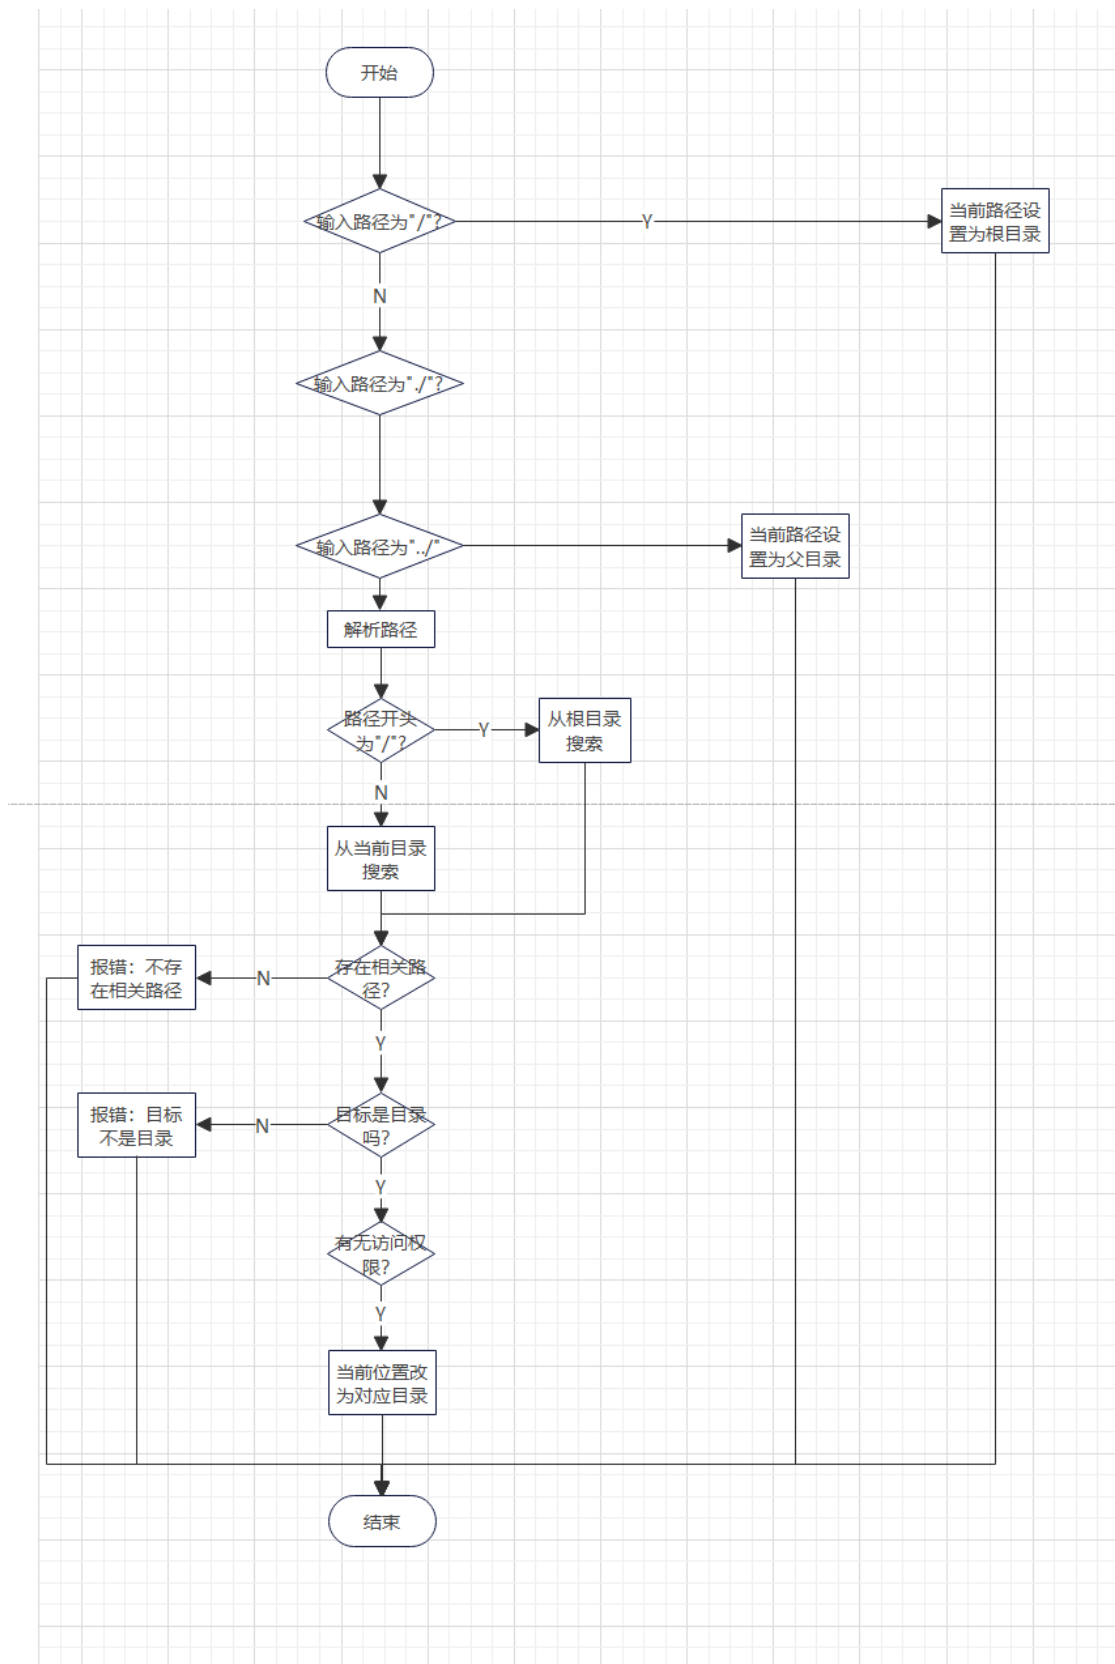 开始
输入路径为"/"?
Y
当前路径设
置为根目录
N
输入路径为"./"?
输入路径为"../"
当前路径设
置为父目录
解析路径
路径开头
为"/"?
Y
从根目录
搜索
N
从当前目录
搜索
存在相关路
径?
N
报错：不存
在相关路径
Y
目标是目录
吗?
N
报错：目标
不是目录
Y
有无访问权
限?
Y
当前位置改
为对应目录
结束